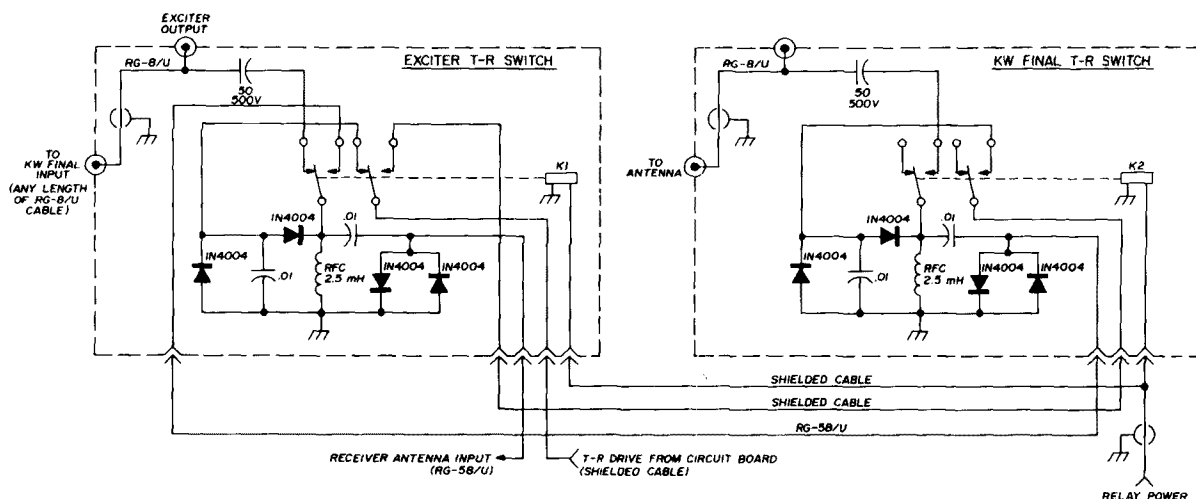 EXCITER
OUTPUT
RG-8/U
EXCITER T-R SWITCH
50
500V
TO
KW FINAL
INPUT
(ANY LENGTH
OF RG-8/U
CABLE)
K1
1N4004
.01
1N4004
.01
RFC
2.5 mH
1N4004
1N4004
RG-8/U
KW FINAL T-R SWITCH
50
500V
TO
ANTENNA
K2
1N4004
.01
1N4004
.01
RFC
2.5 mH
1N4004
1N4004
SHIELDED CABLE
SHIELDED CABLE
RG-58/U
RECEIVER ANTENNA INPUT
(RG-58/U)
T-R DRIVE FROM CIRCUIT BOARD
(SHIELDED CABLE)
RELAY POWER